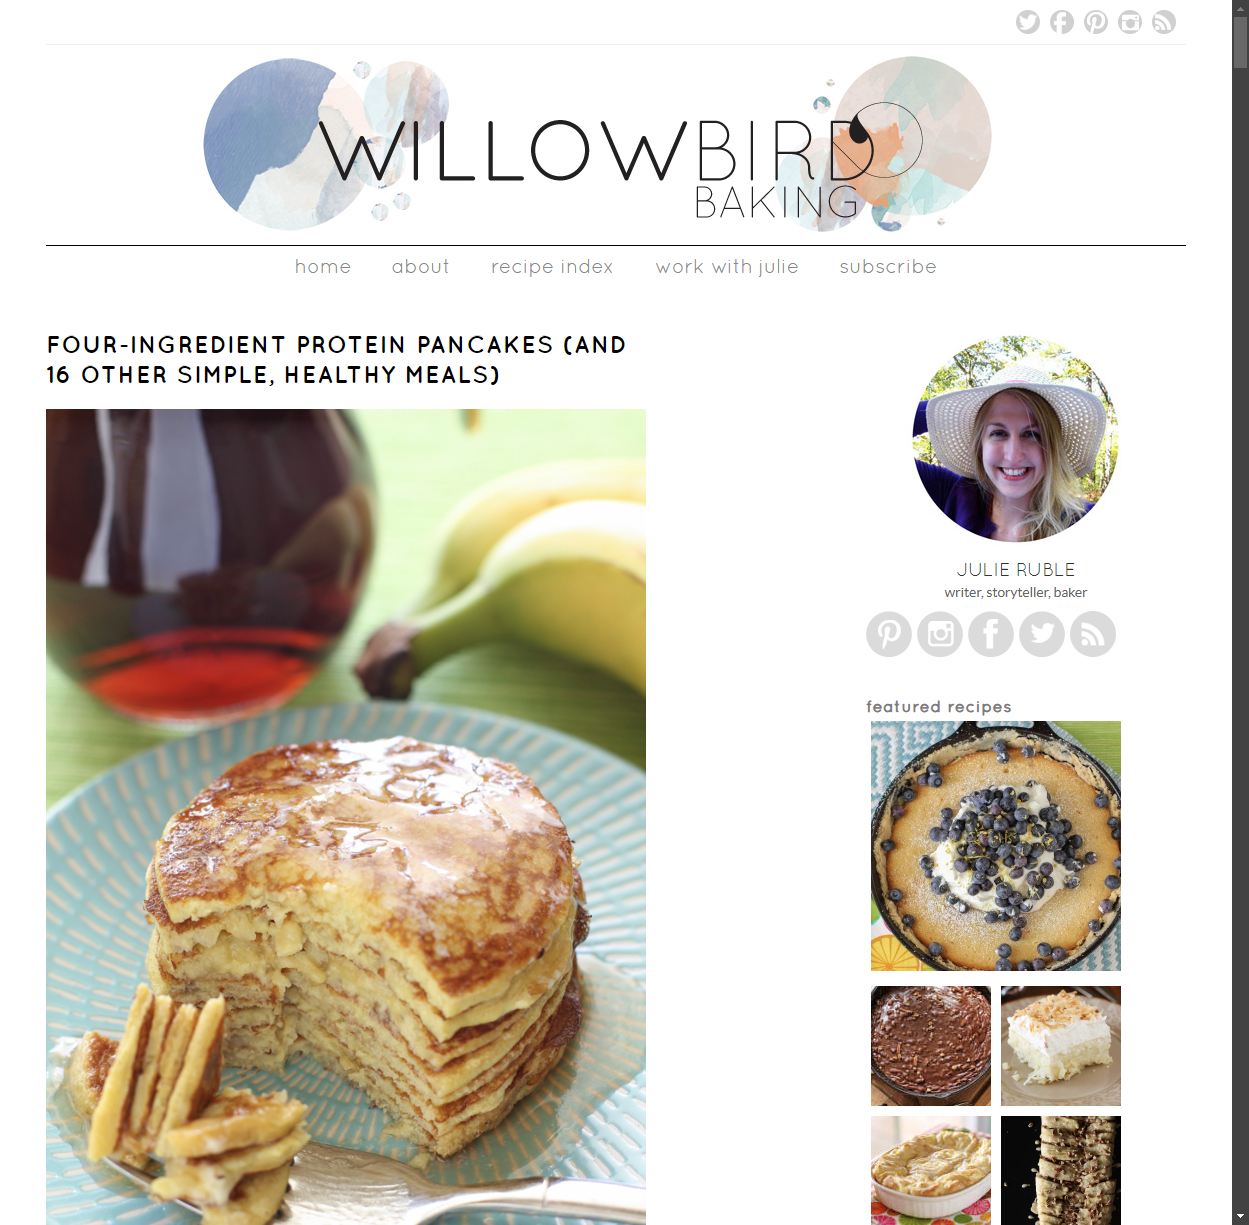 WILLOWBIRD
BAKING
home about recipe index work with julie subscribe
FOUR-INGREDIENT PROTEIN PANCAKES (AND
16 OTHER SIMPLE, HEALTHY MEALS)
JULIE RUBLE
writer, storyteller, baker
featured recipes